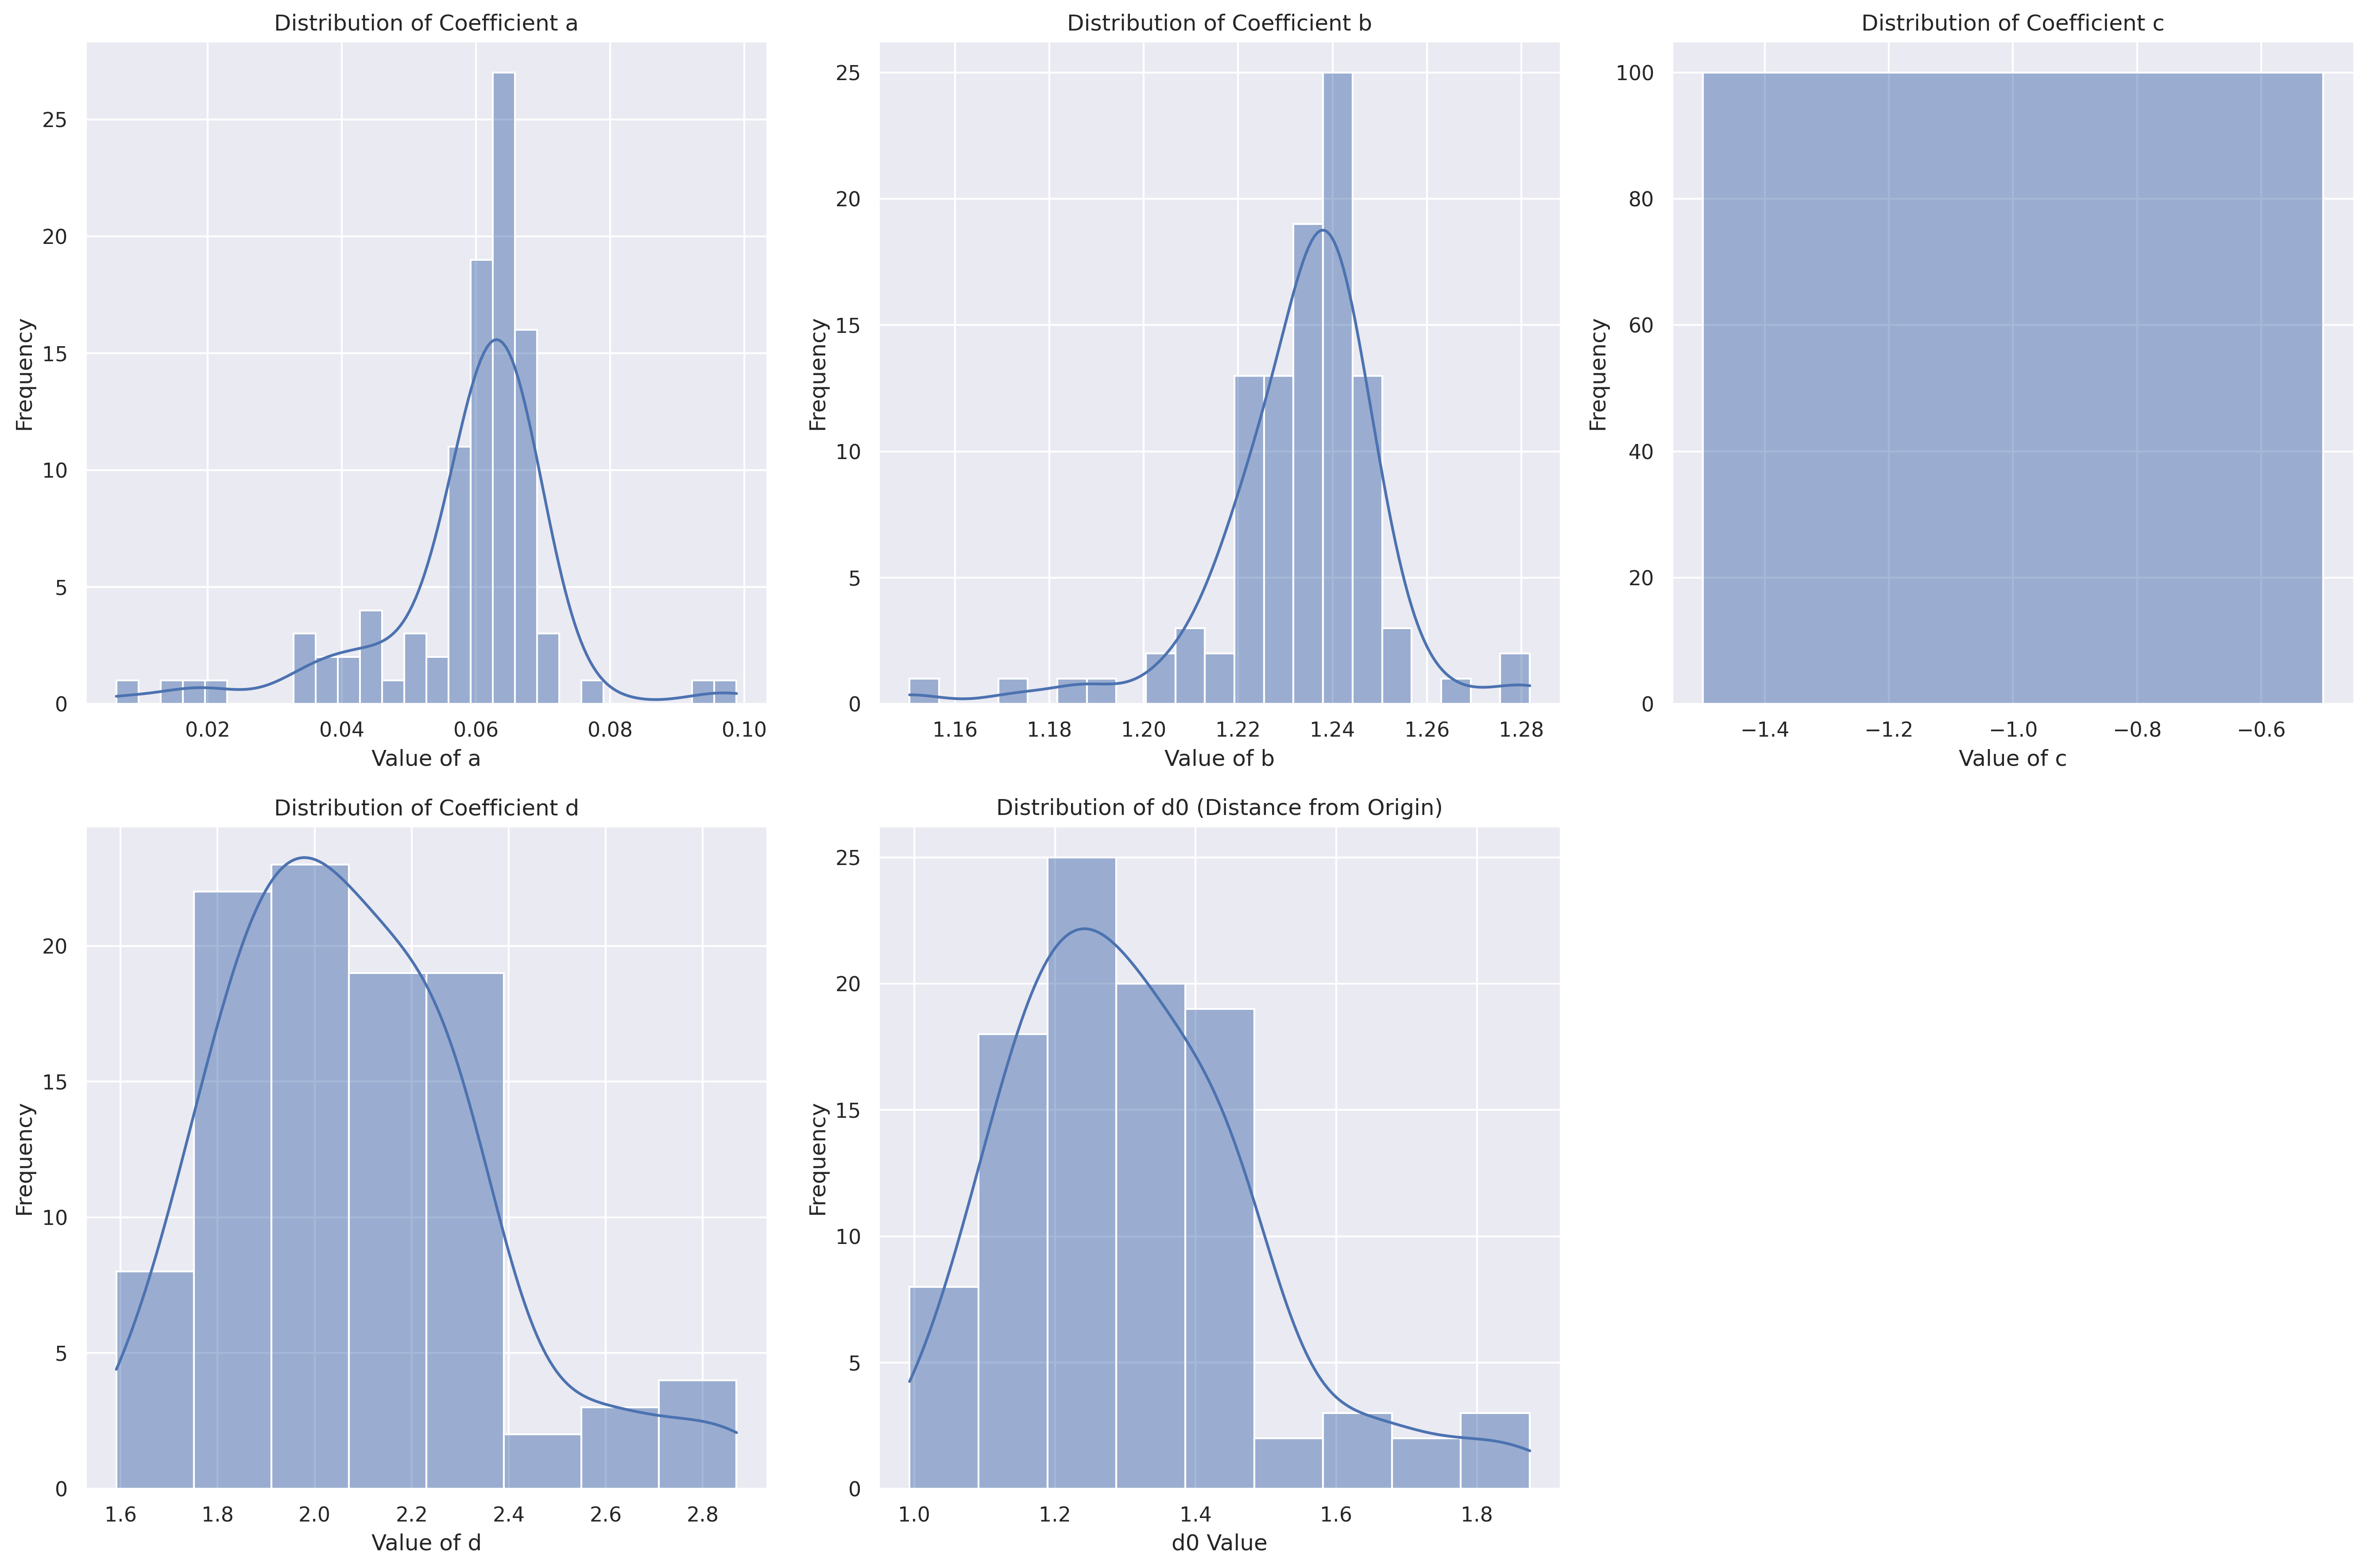 Distribution of Coefficient a
Frequency
25
20
15
10
5
0
0.02 0.04 0.06 0.08 0.10
Value of a
Distribution of Coefficient b
Frequency
25
20
15
10
5
0
1.16 1.18 1.20 1.22 1.24 1.26 1.28
Value of b
Distribution of Coefficient c
Frequency
100
80
60
40
20
0
−1.4 −1.2 −1.0 −0.8 −0.6
Value of c
Distribution of Coefficient d
Frequency
20
15
10
5
0
1.6 1.8 2.0 2.2 2.4 2.6 2.8
Value of d
Distribution of d0 (Distance from Origin)
Frequency
25
20
15
10
5
0
1.0 1.2 1.4 1.6 1.8
d0 Value